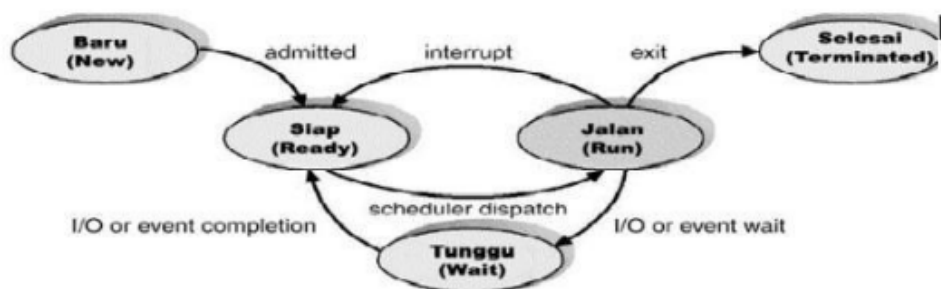 Baru
(New)
admitted
interrupt
exit
Selesai
(Terminated)
Siap
(Ready)
Jalan
(Run)
scheduler dispatch
I/O or event completion
I/O or event wait
Tunggu
(Wait)